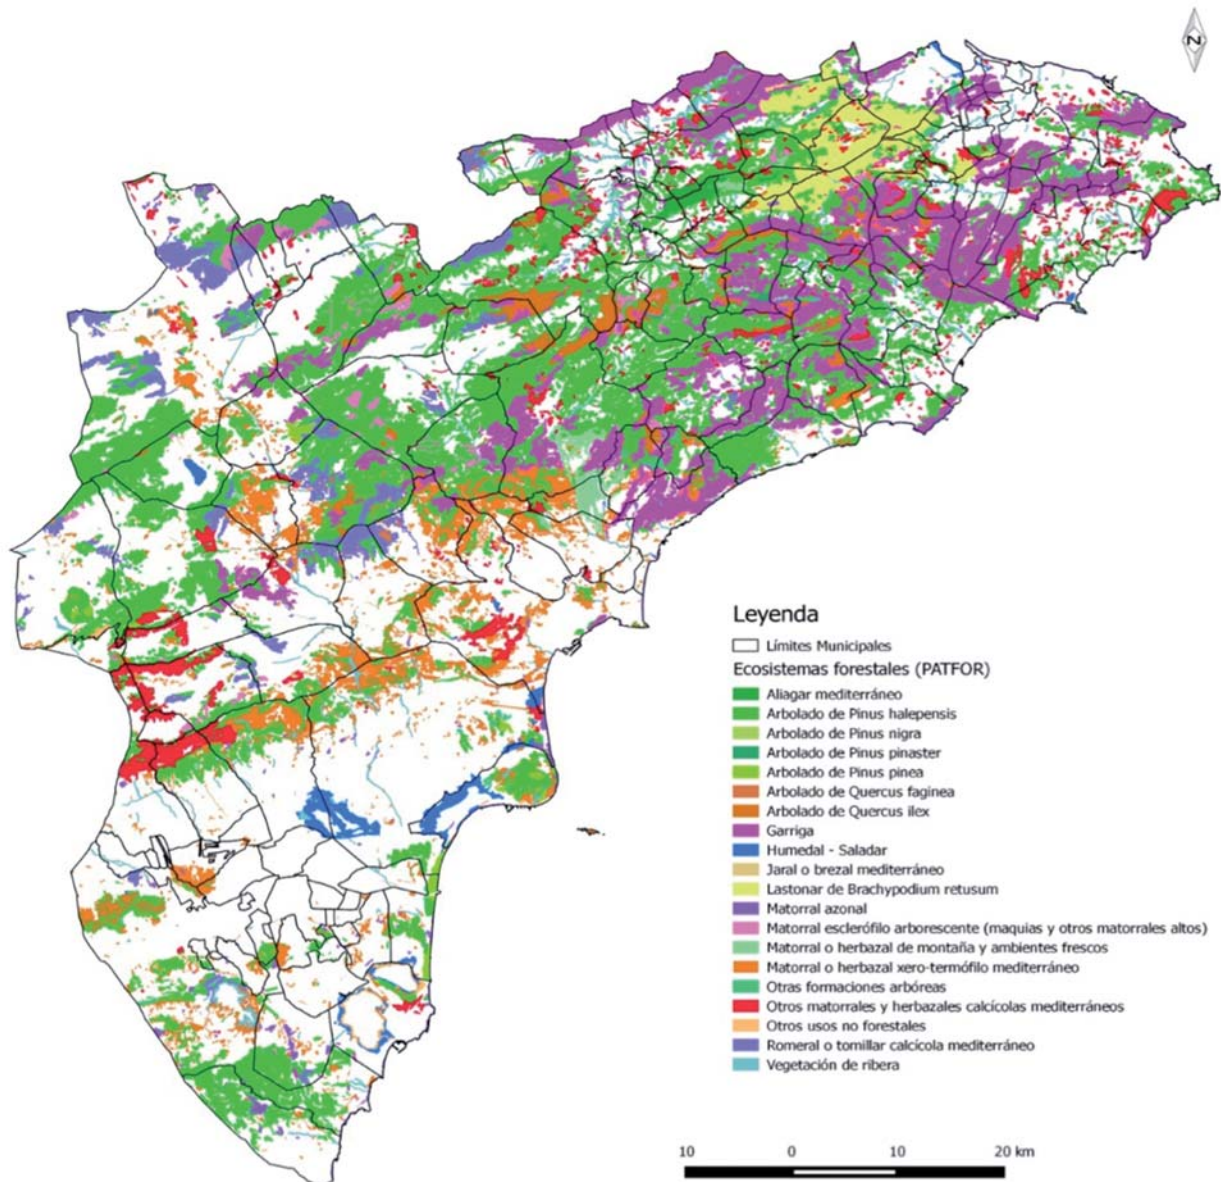 N
Leyenda
Límites Municipales
Ecosistemas forestales (PATFOR)
Aliagar mediterráneo
Arbolado de Pinus halepensis
Arbolado de Pinus nigra
Arbolado de Pinus pinaster
Arbolado de Pinus pinea
Arbolado de Quercus faginea
Arbolado de Quercus ilex
Garriga
Humedal - Saladar
Jaral o brezal mediterráneo
Lastonar de Brachypodium retusum
Matorral azonal
Matorral esclerófilo arborescente (maquias y otros matorrales altos)
Matorral o herbazal de montaña y ambientes frescos
Matorral o herbazal xero-termófilo mediterráneo
Otras formaciones arbóreas
Otros matorrales y herbazales calcícolas mediterráneos
Otros usos no forestales
Romeral o tomillar calcícola mediterráneo
Vegetación de ribera
10 0 10 20 km